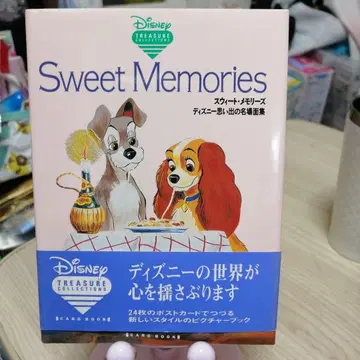 Disney
TREASURE
COLLECTIONS
Sweet Memories
スウィート・メモリーズ
ディズニー思い出の名場面集
Disney
TREASURE
COLLECTIONS
ディズニーの世界が
心を揺さぶります
24枚のポストカードでつづる
新しいスタイルのピクチャーブック
CARD BOOK
CARD BOOK